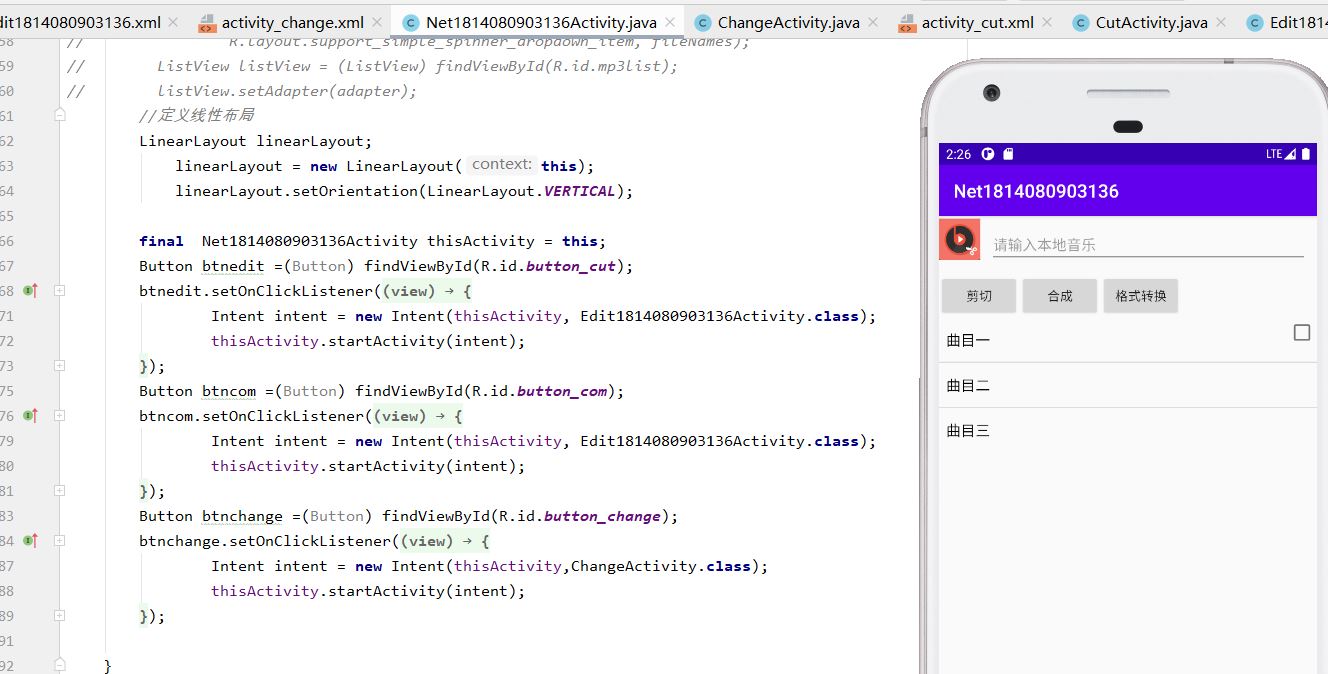 dit1814080903136.xml
activity_change.xml
Net1814080903136Activity.java
ChangeActivity.java
activity_cut.xml
CutActivity.java
Edit1814
58 // R.layout.support_simple_spinner_dropdown_item, fileNames);
59 // ListView listView = (ListView) findViewById(R.id.mp3list);
60 // listView.setAdapter(adapter);
61 //定义线性布局
62 LinearLayout linearLayout;
63 linearLayout = new LinearLayout( context: this);
64 linearLayout.setOrientation(LinearLayout.VERTICAL);
65
66 final Net1814080903136Activity thisActivity = this;
67 Button btnedit =(Button) findViewById(R.id.button_cut);
68 btnedit.setOnClickListener((view) → {
71 Intent intent = new Intent(thisActivity, Edit1814080903136Activity.class);
72 thisActivity.startActivity(intent);
73 });
75 Button btncom =(Button) findViewById(R.id.button_com);
76 btncom.setOnClickListener((view) → {
79 Intent intent = new Intent(thisActivity, Edit1814080903136Activity.class);
80 thisActivity.startActivity(intent);
81 });
83 Button btnchange =(Button) findViewById(R.id.button_change);
84 btnchange.setOnClickListener((view) → {
87 Intent intent = new Intent(thisActivity,ChangeActivity.class);
88 thisActivity.startActivity(intent);
89 });
91
92 }
2:26
LTE
Net1814080903136
请输入本地音乐
剪切
合成
格式转换
曲目一
曲目二
曲目三